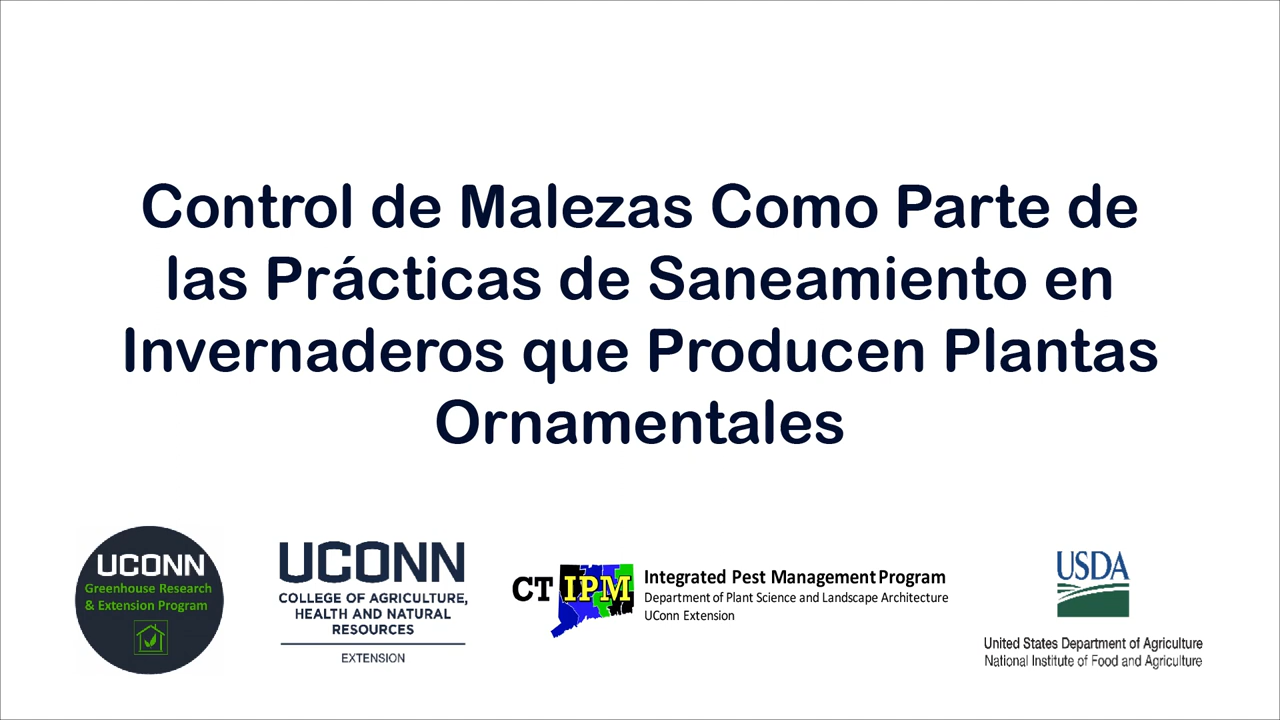 Control de Malezas Como Parte de
las Prácticas de Saneamiento en
Invernaderos que Producen Plantas
Ornamentales
UCONN
Greenhouse Research
& Extension Program
UCONN
COLLEGE OF AGRICULTURE,
HEALTH AND NATURAL
RESOURCES
EXTENSION
CT IPM
Integrated Pest Management Program
Department of Plant Science and Landscape Architecture
UConn Extension
USDA
United States Department of Agriculture
National Institute of Food and Agriculture